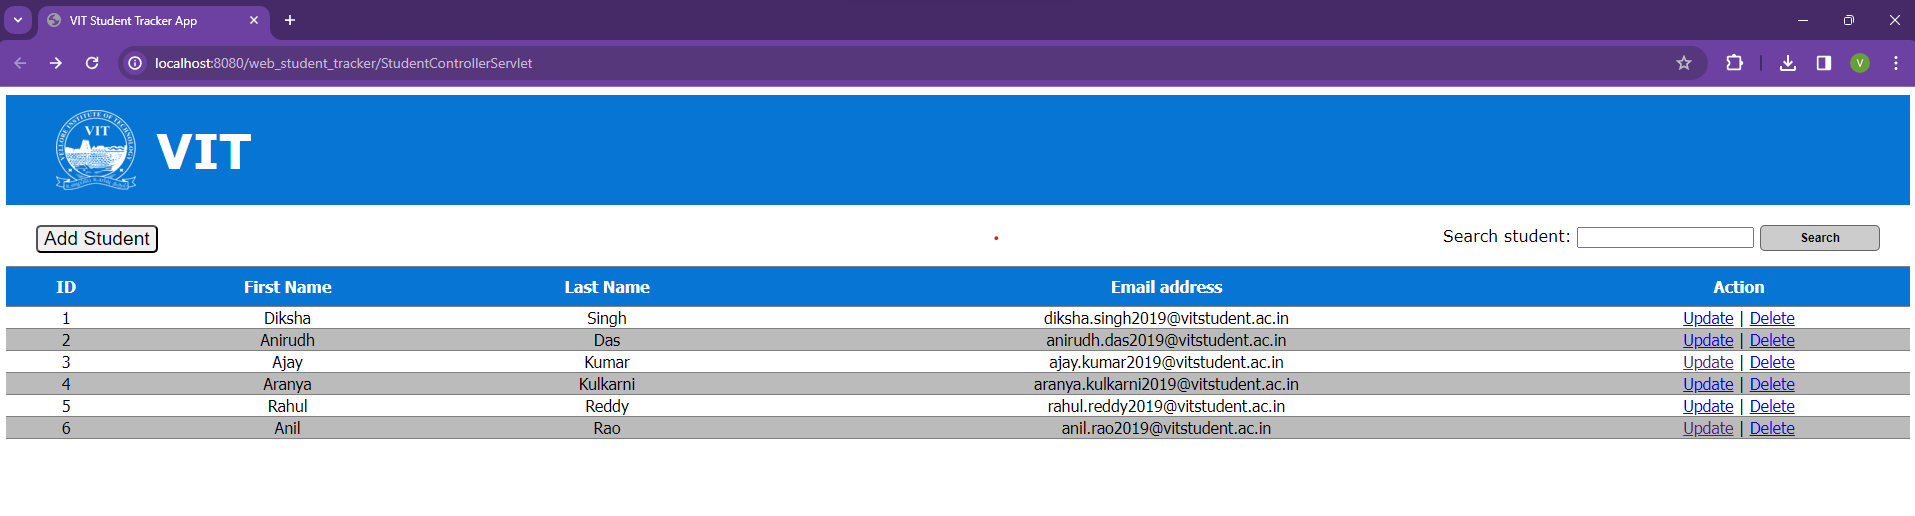 VIT Student Tracker App
localhost:8080/web_student_tracker/StudentControllerServlet
V
VELLORE INSTITUTE OF TECHNOLOGY
VIT
VIT
Add Student Search student: Search
ID First Name Last Name Email address Action
1 Diksha Singh diksha.singh2019@vitstudent.ac.in Update | Delete
2 Anirudh Das anirudh.das2019@vitstudent.ac.in Update | Delete
3 Ajay Kumar ajay.kumar2019@vitstudent.ac.in Update | Delete
4 Aranya Kulkarni aranya.kulkarni2019@vitstudent.ac.in Update | Delete
5 Rahul Reddy rahul.reddy2019@vitstudent.ac.in Update | Delete
6 Anil Rao anil.rao2019@vitstudent.ac.in Update | Delete